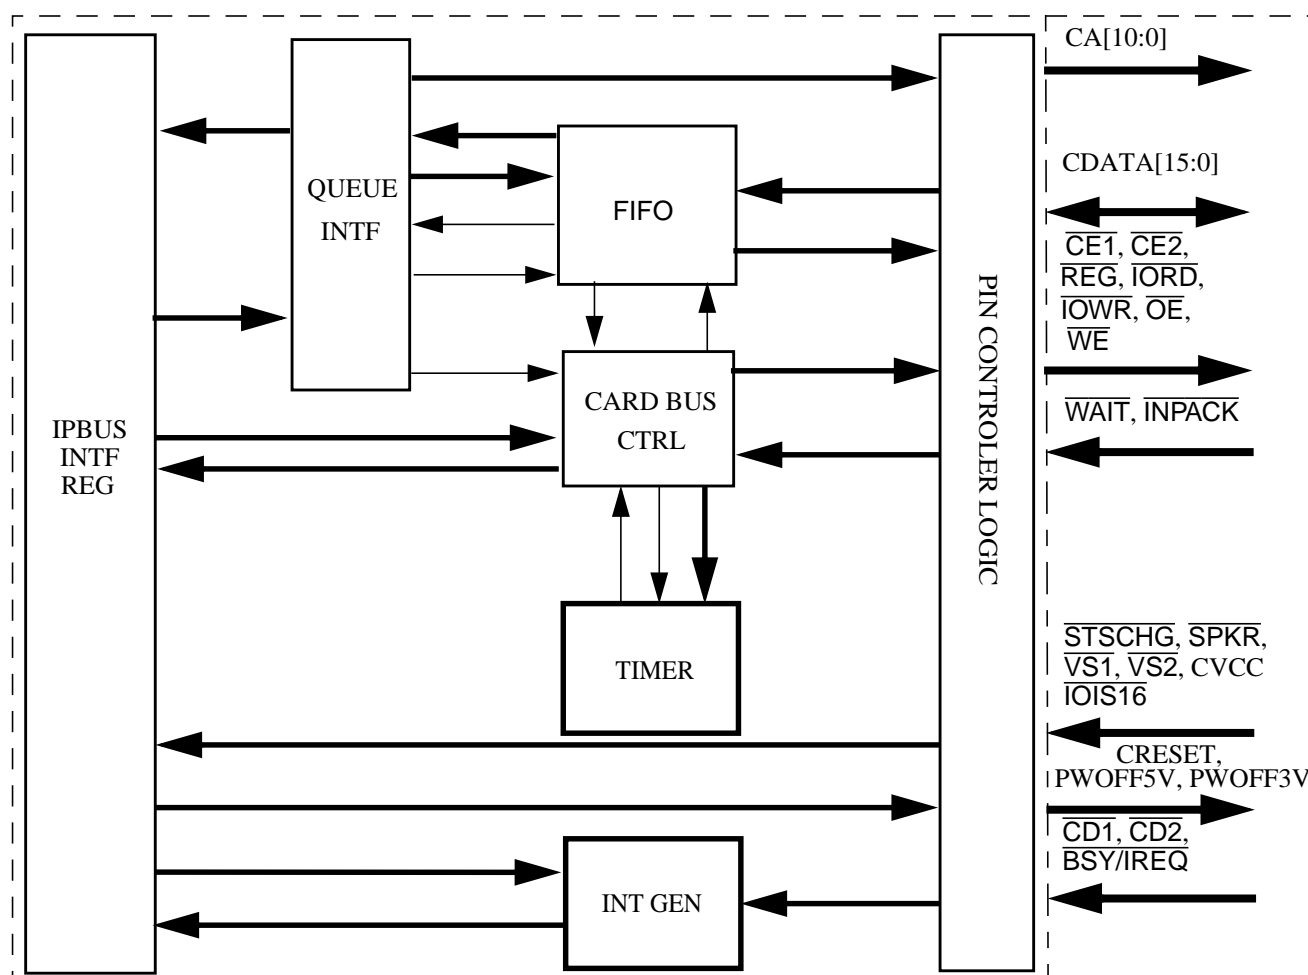 CA[10:0]
CDATA[15:0]
QUEUE
INTF
FIFO
CE1, CE2,
REG, IORD,
IOWR, OE,
WE
PIN CONTROLER LOGIC
CARD BUS
CTRL
WAIT, INPACK
IPBUS
INTF
REG
TIMER
STSCHG, SPKR,
VS1, VS2, CVCC
IOIS16
CRESET,
PWOFF5V, PWOFF3V
CD1, CD2,
BSY/IREQ
INT GEN